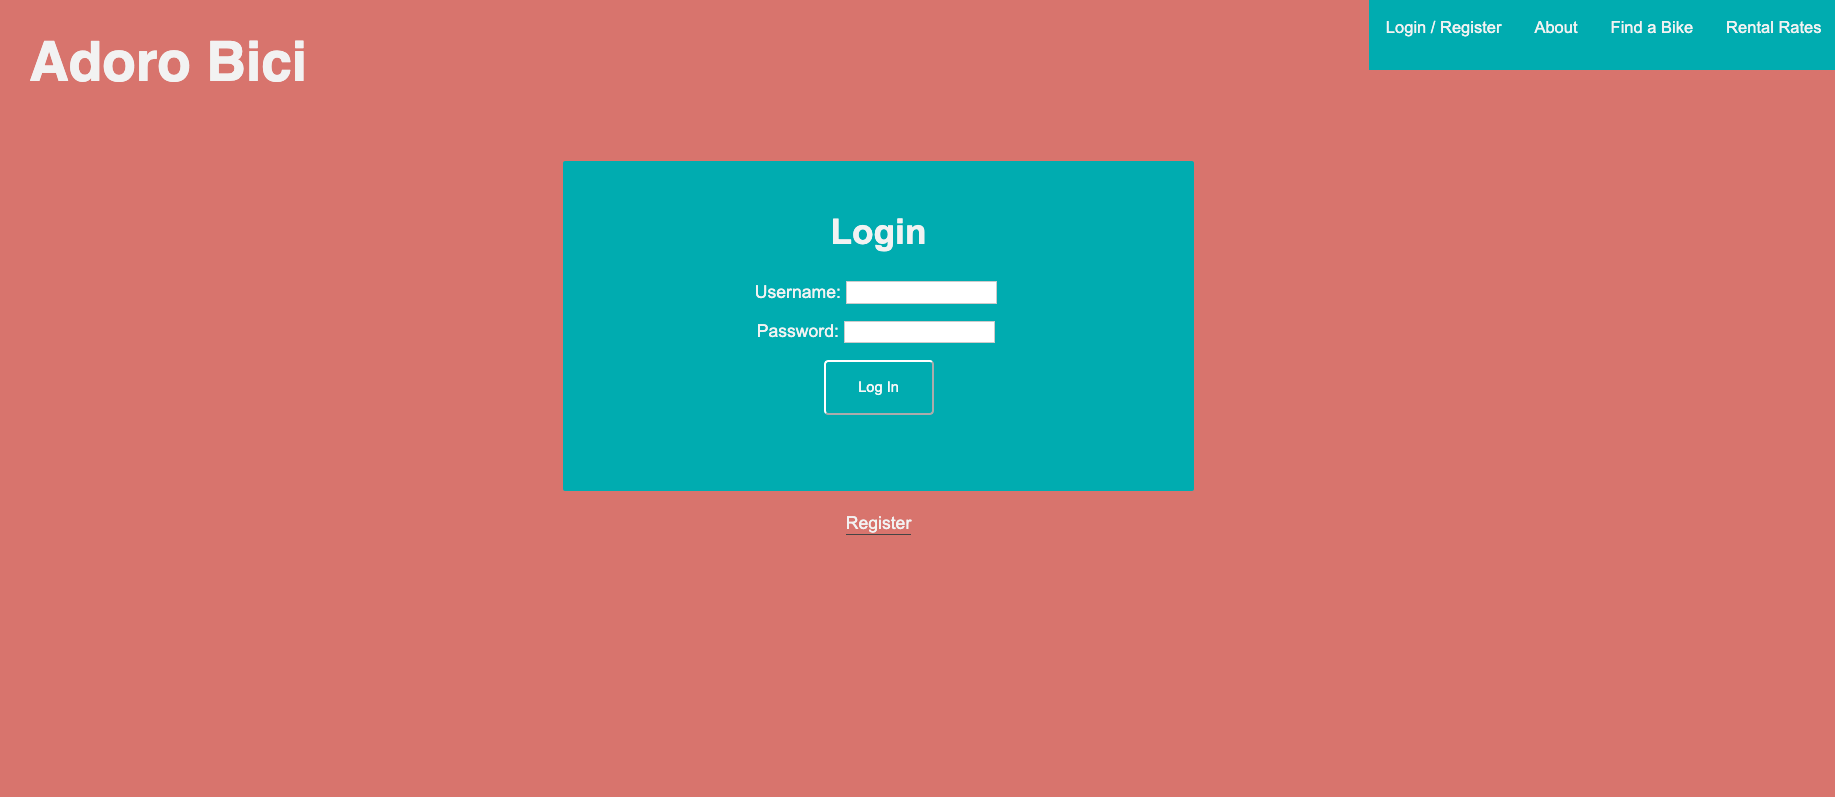 Adoro Bici
Login / Register About Find a Bike Rental Rates
Login
Username:
Password:
Log In
Register